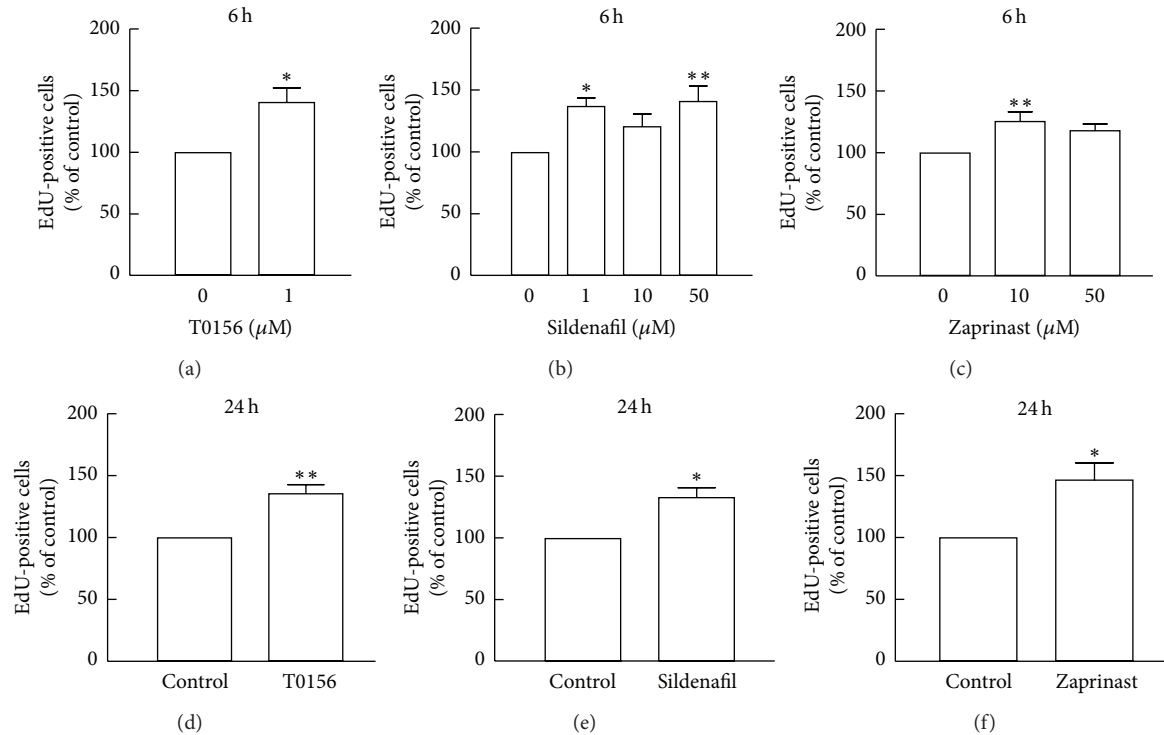 6 h
EdU-positive cells
(% of control)
200
150
100
50
0
*
0 1
T0156 (μM)
(a)
6 h
EdU-positive cells
(% of control)
200
150
100
50
0
* **
0 1 10 50
Sildenafil (μM)
(b)
6 h
EdU-positive cells
(% of control)
200
150
100
50
0
**
0 10 50
Zaprinast (μM)
(c)
24 h
EdU-positive cells
(% of control)
200
150
100
50
0
**
Control T0156
(d)
24 h
EdU-positive cells
(% of control)
200
150
100
50
0
*
Control Sildenafil
(e)
24 h
EdU-positive cells
(% of control)
200
150
100
50
0
*
Control Zaprinast
(f)